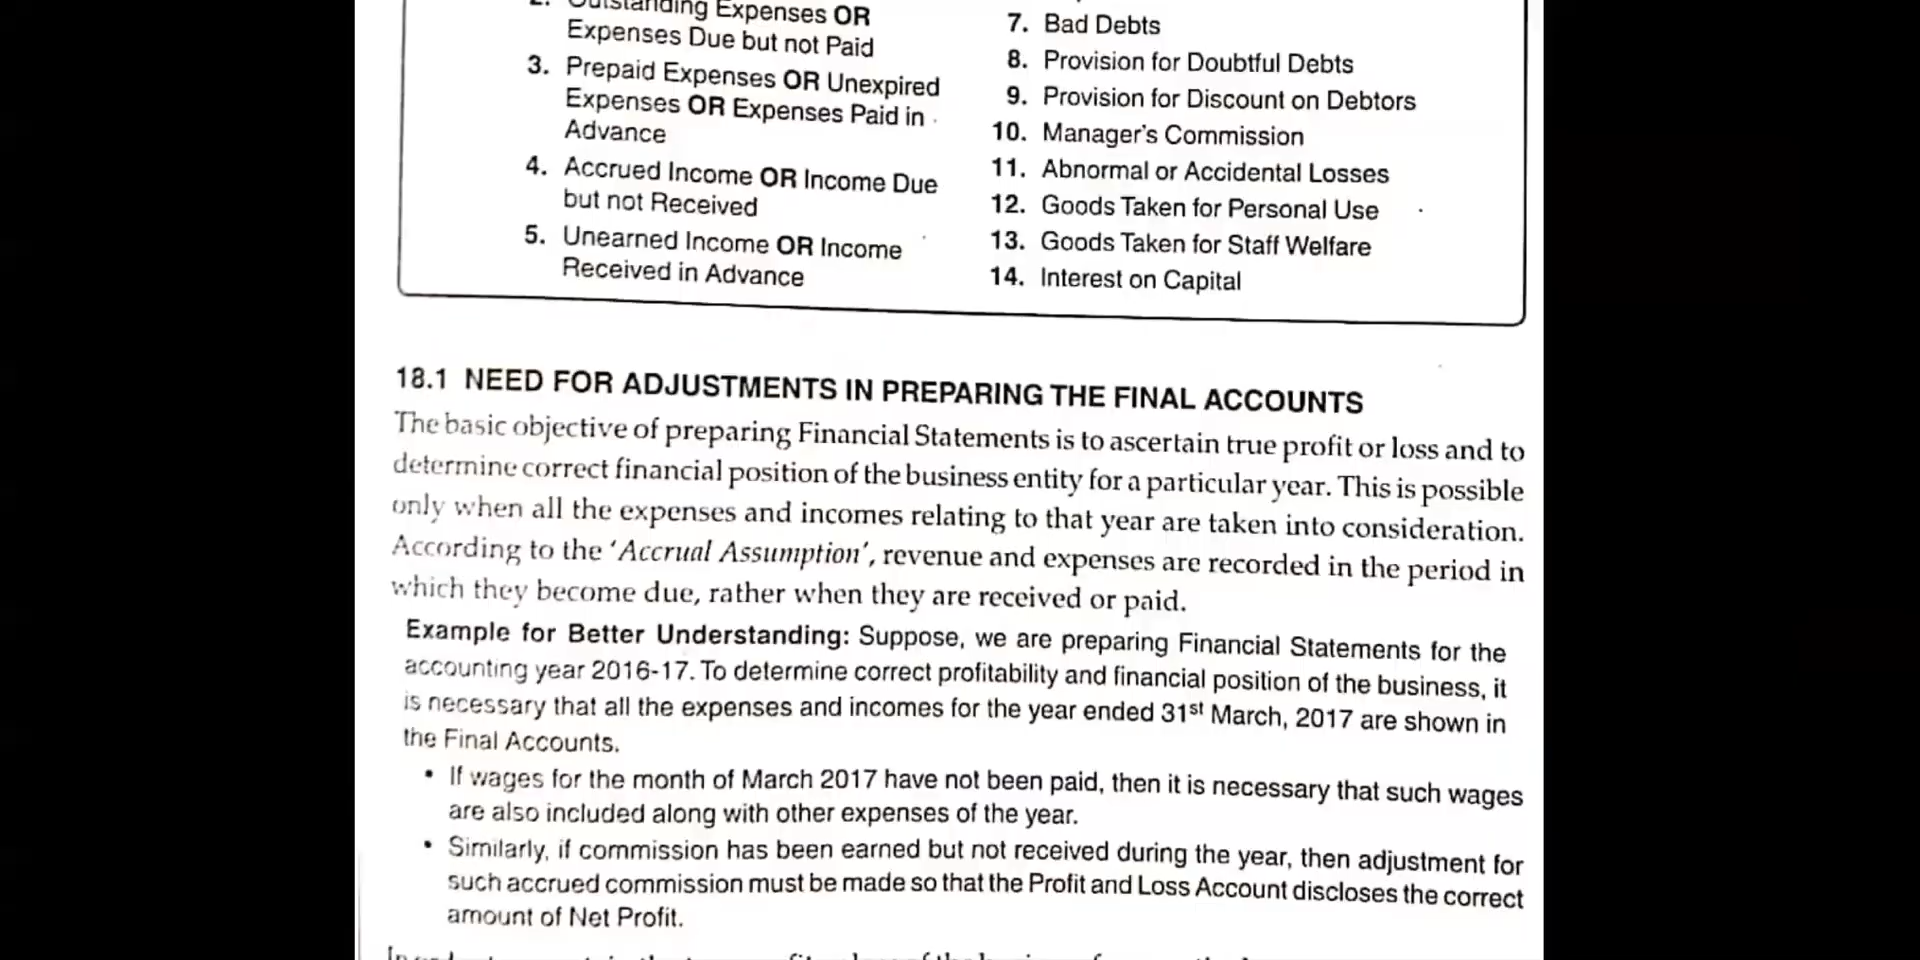 2. Outstanding Expenses OR
Expenses Due but not Paid
3. Prepaid Expenses OR Unexpired
Expenses OR Expenses Paid in
Advance
4. Accrued Income OR Income Due
but not Received
5. Unearned Income OR Income
Received in Advance
7. Bad Debts
8. Provision for Doubtful Debts
9. Provision for Discount on Debtors
10. Manager's Commission
11. Abnormal or Accidental Losses
12. Goods Taken for Personal Use
13. Goods Taken for Staff Welfare
14. Interest on Capital
18.1 NEED FOR ADJUSTMENTS IN PREPARING THE FINAL ACCOUNTS
The basic objective of preparing Financial Statements is to ascertain true profit or loss and to
determine correct financial position of the business entity for a particular year. This is possible
only when all the expenses and incomes relating to that year are taken into consideration.
According to the 'Accrual Assumption', revenue and expenses are recorded in the period in
which they become due, rather when they are received or paid.
Example for Better Understanding: Suppose, we are preparing Financial Statements for the
accounting year 2016-17. To determine correct profitability and financial position of the business, it
is necessary that all the expenses and incomes for the year ended 31st March, 2017 are shown in
the Final Accounts.
• If wages for the month of March 2017 have not been paid, then it is necessary that such wages
are also included along with other expenses of the year.
• Similarly, if commission has been earned but not received during the year, then adjustment for
such accrued commission must be made so that the Profit and Loss Account discloses the correct
amount of Net Profit.